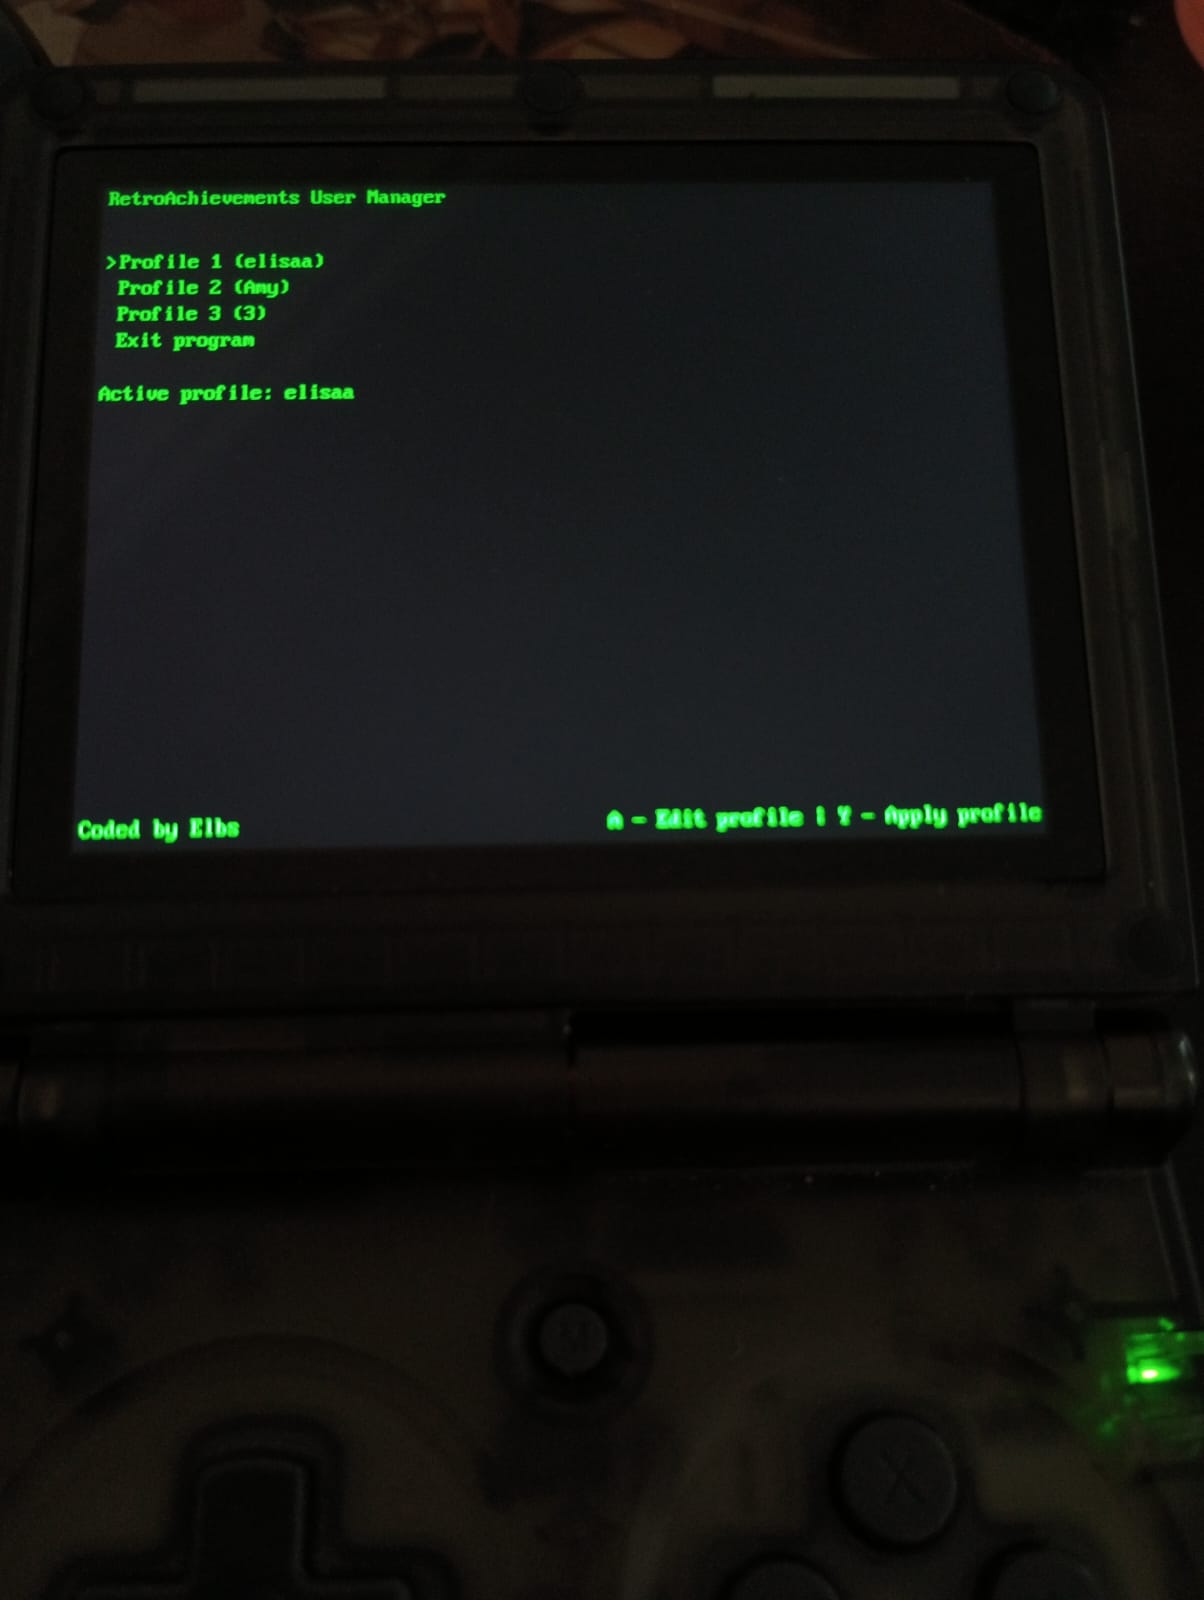 RetroAchievements User Manager
>Profile 1 (elisaa)
Profile 2 (Amy)
Profile 3 (3)
Exit program
Active profile: elisaa
Coded by Elbs
A - Edit profile | Y - Apply profile
X